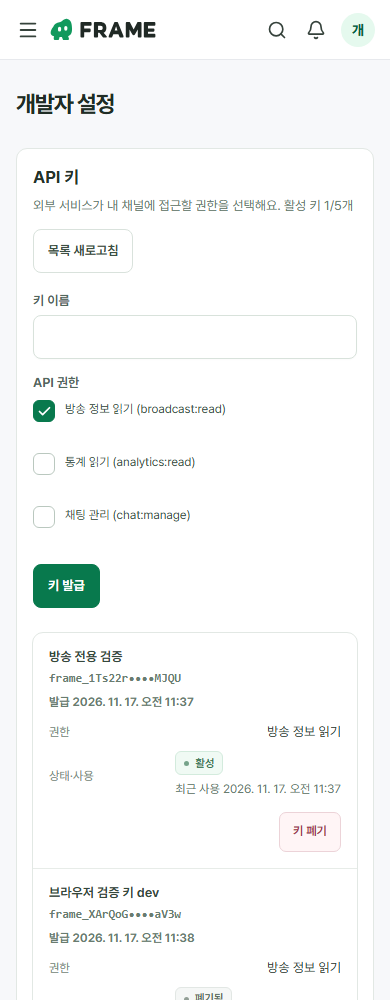 FRAME
개
개발자 설정
API 키
외부 서비스가 내 채널에 접근할 권한을 선택해요. 활성 키 1/5개
목록 새로고침
키 이름
API 권한
방송 정보 읽기 (broadcast:read)
통계 읽기 (analytics:read)
채팅 관리 (chat:manage)
키 발급
방송 전용 검증
frame_1Ts22r••••MJQU
발급 2026. 11. 17. 오전 11:37
권한 방송 정보 읽기
활성
상태·사용
최근 사용 2026. 11. 17. 오전 11:37
키 폐기
브라우저 검증 키 dev
frame_XArQoG••••aV3w
발급 2026. 11. 17. 오전 11:38
권한 방송 정보 읽기
폐기됨